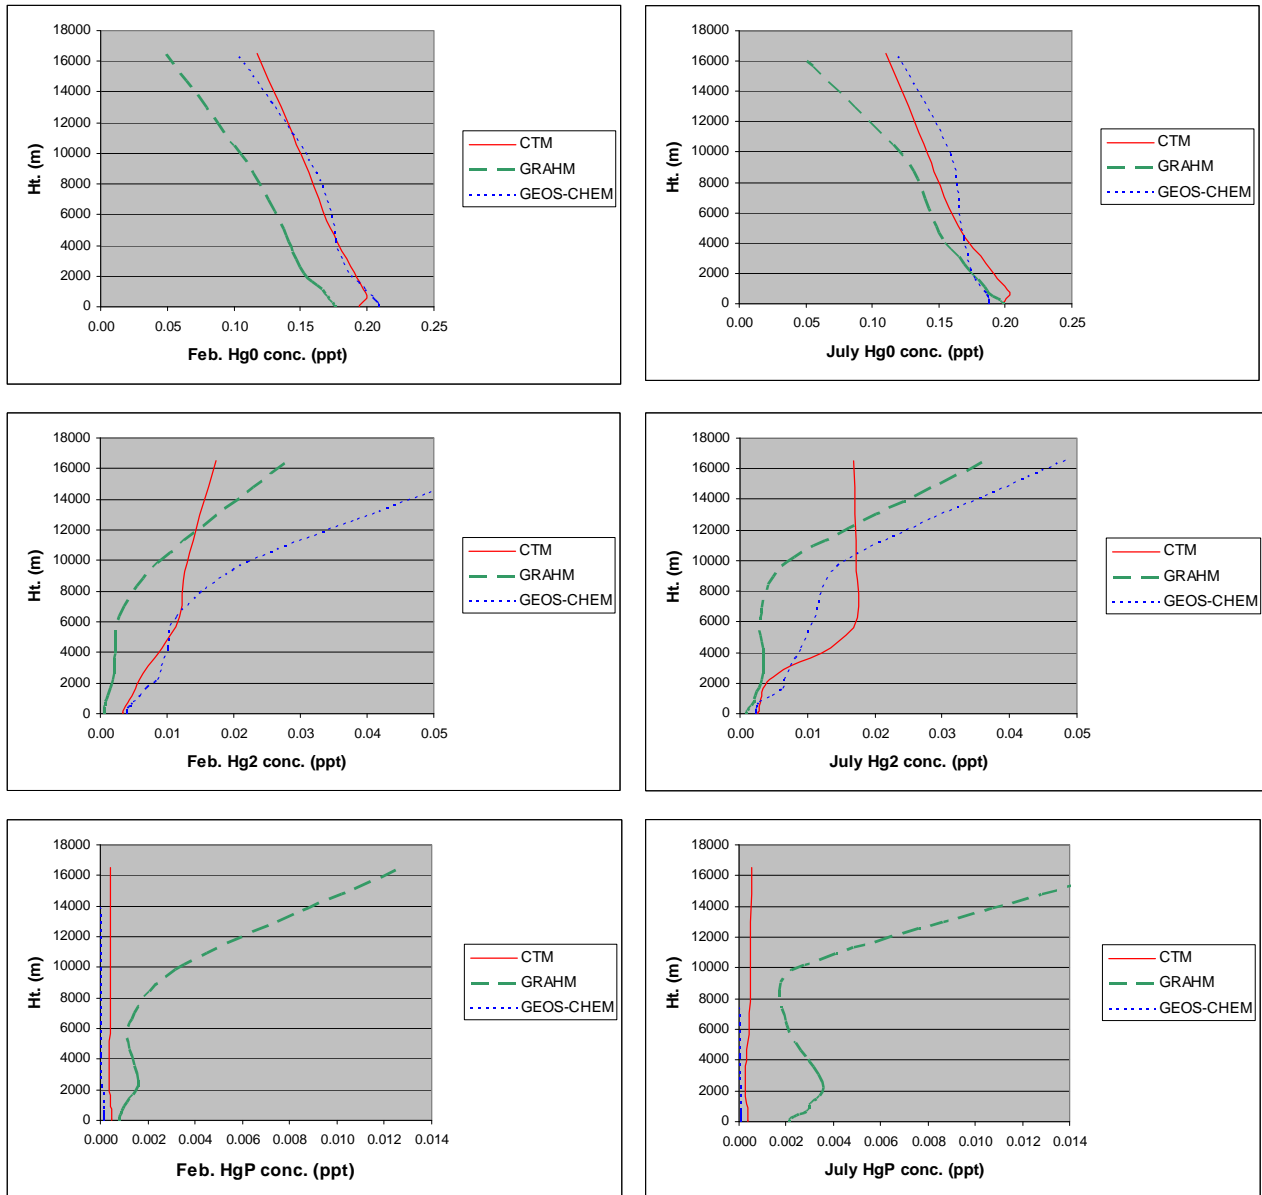 18000
16000
14000
12000
10000
8000
6000
4000
2000
0
Ht. (m)
0.00 0.05 0.10 0.15 0.20 0.25
Feb. Hg0 conc. (ppt)
CTM
GRAHM
GEOS-CHEM
18000
16000
14000
12000
10000
8000
6000
4000
2000
0
Ht. (m)
0.00 0.05 0.10 0.15 0.20 0.25
July Hg0 conc. (ppt)
CTM
GRAHM
GEOS-CHEM
18000
16000
14000
12000
10000
8000
6000
4000
2000
0
Ht. (m)
0.00 0.01 0.02 0.03 0.04 0.05
Feb. Hg2 conc. (ppt)
CTM
GRAHM
GEOS-CHEM
18000
16000
14000
12000
10000
8000
6000
4000
2000
0
Ht. (m)
0.00 0.01 0.02 0.03 0.04 0.05
July Hg2 conc. (ppt)
CTM
GRAHM
GEOS-CHEM
18000
16000
14000
12000
10000
8000
6000
4000
2000
0
Ht. (m)
0.000 0.002 0.004 0.006 0.008 0.010 0.012 0.014
Feb. HgP conc. (ppt)
CTM
GRAHM
GEOS-CHEM
18000
16000
14000
12000
10000
8000
6000
4000
2000
0
Ht. (m)
0.000 0.002 0.004 0.006 0.008 0.010 0.012 0.014
July HgP conc. (ppt)
CTM
GRAHM
GEOS-CHEM